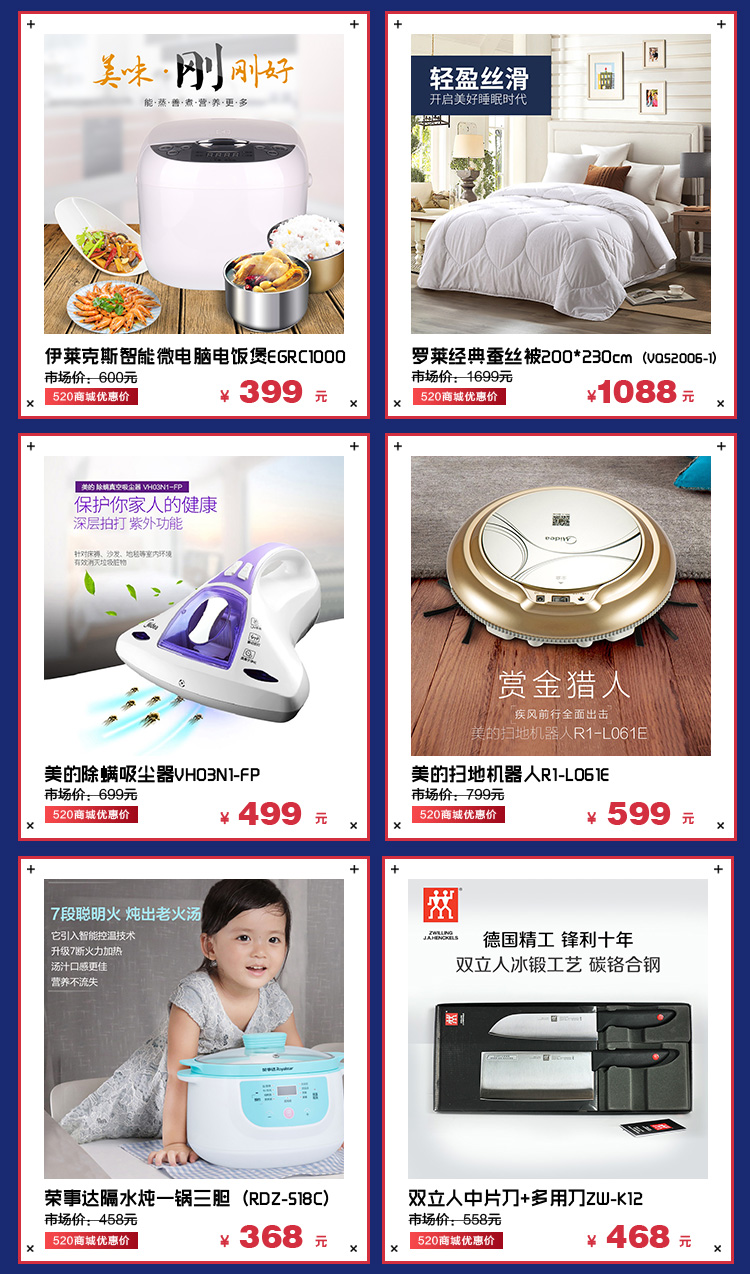 美味·刚刚好
能·蒸·善·煮·营·养·更·多
伊莱克斯智能微电脑电饭煲EGRC1000
市场价：600元
520商城优惠价
¥ 399 元
轻盈丝滑
开启美好睡眠时代
罗莱经典蚕丝被200*230cm（VQS2006-1）
市场价：1699元
520商城优惠价
¥1088 元
美的 除螨真空吸尘器 VH03N1-FP
保护你家人的健康
深层拍打 紫外功能
针对床褥、沙发、地毯等室内环境
有效消灭垃圾脏物
Midea
美的除螨吸尘器VH03N1-FP
市场价：699元
520商城优惠价
¥ 499 元
Midea
赏金猎人
疾风前行全面出击
美的扫地机器人R1-L061E
美的扫地机器人R1-L061E
市场价：799元
520商城优惠价
¥ 599 元
7段聪明火 炖出老火汤
它引入智能控温技术
升级7断火力加热
汤汁口感更佳
营养不流失
荣事达Royalstar
荣事达隔水炖一锅三胆（RDZ-S18C）
市场价：458元
520商城优惠价
¥ 368 元
ZWILLING
J.A.HENCKELS
德国精工 锋利十年
双立人冰锻工艺 碳铬合钢
双立人中片刀+多用刀ZW-K12
市场价：558元
520商城优惠价
¥ 468 元